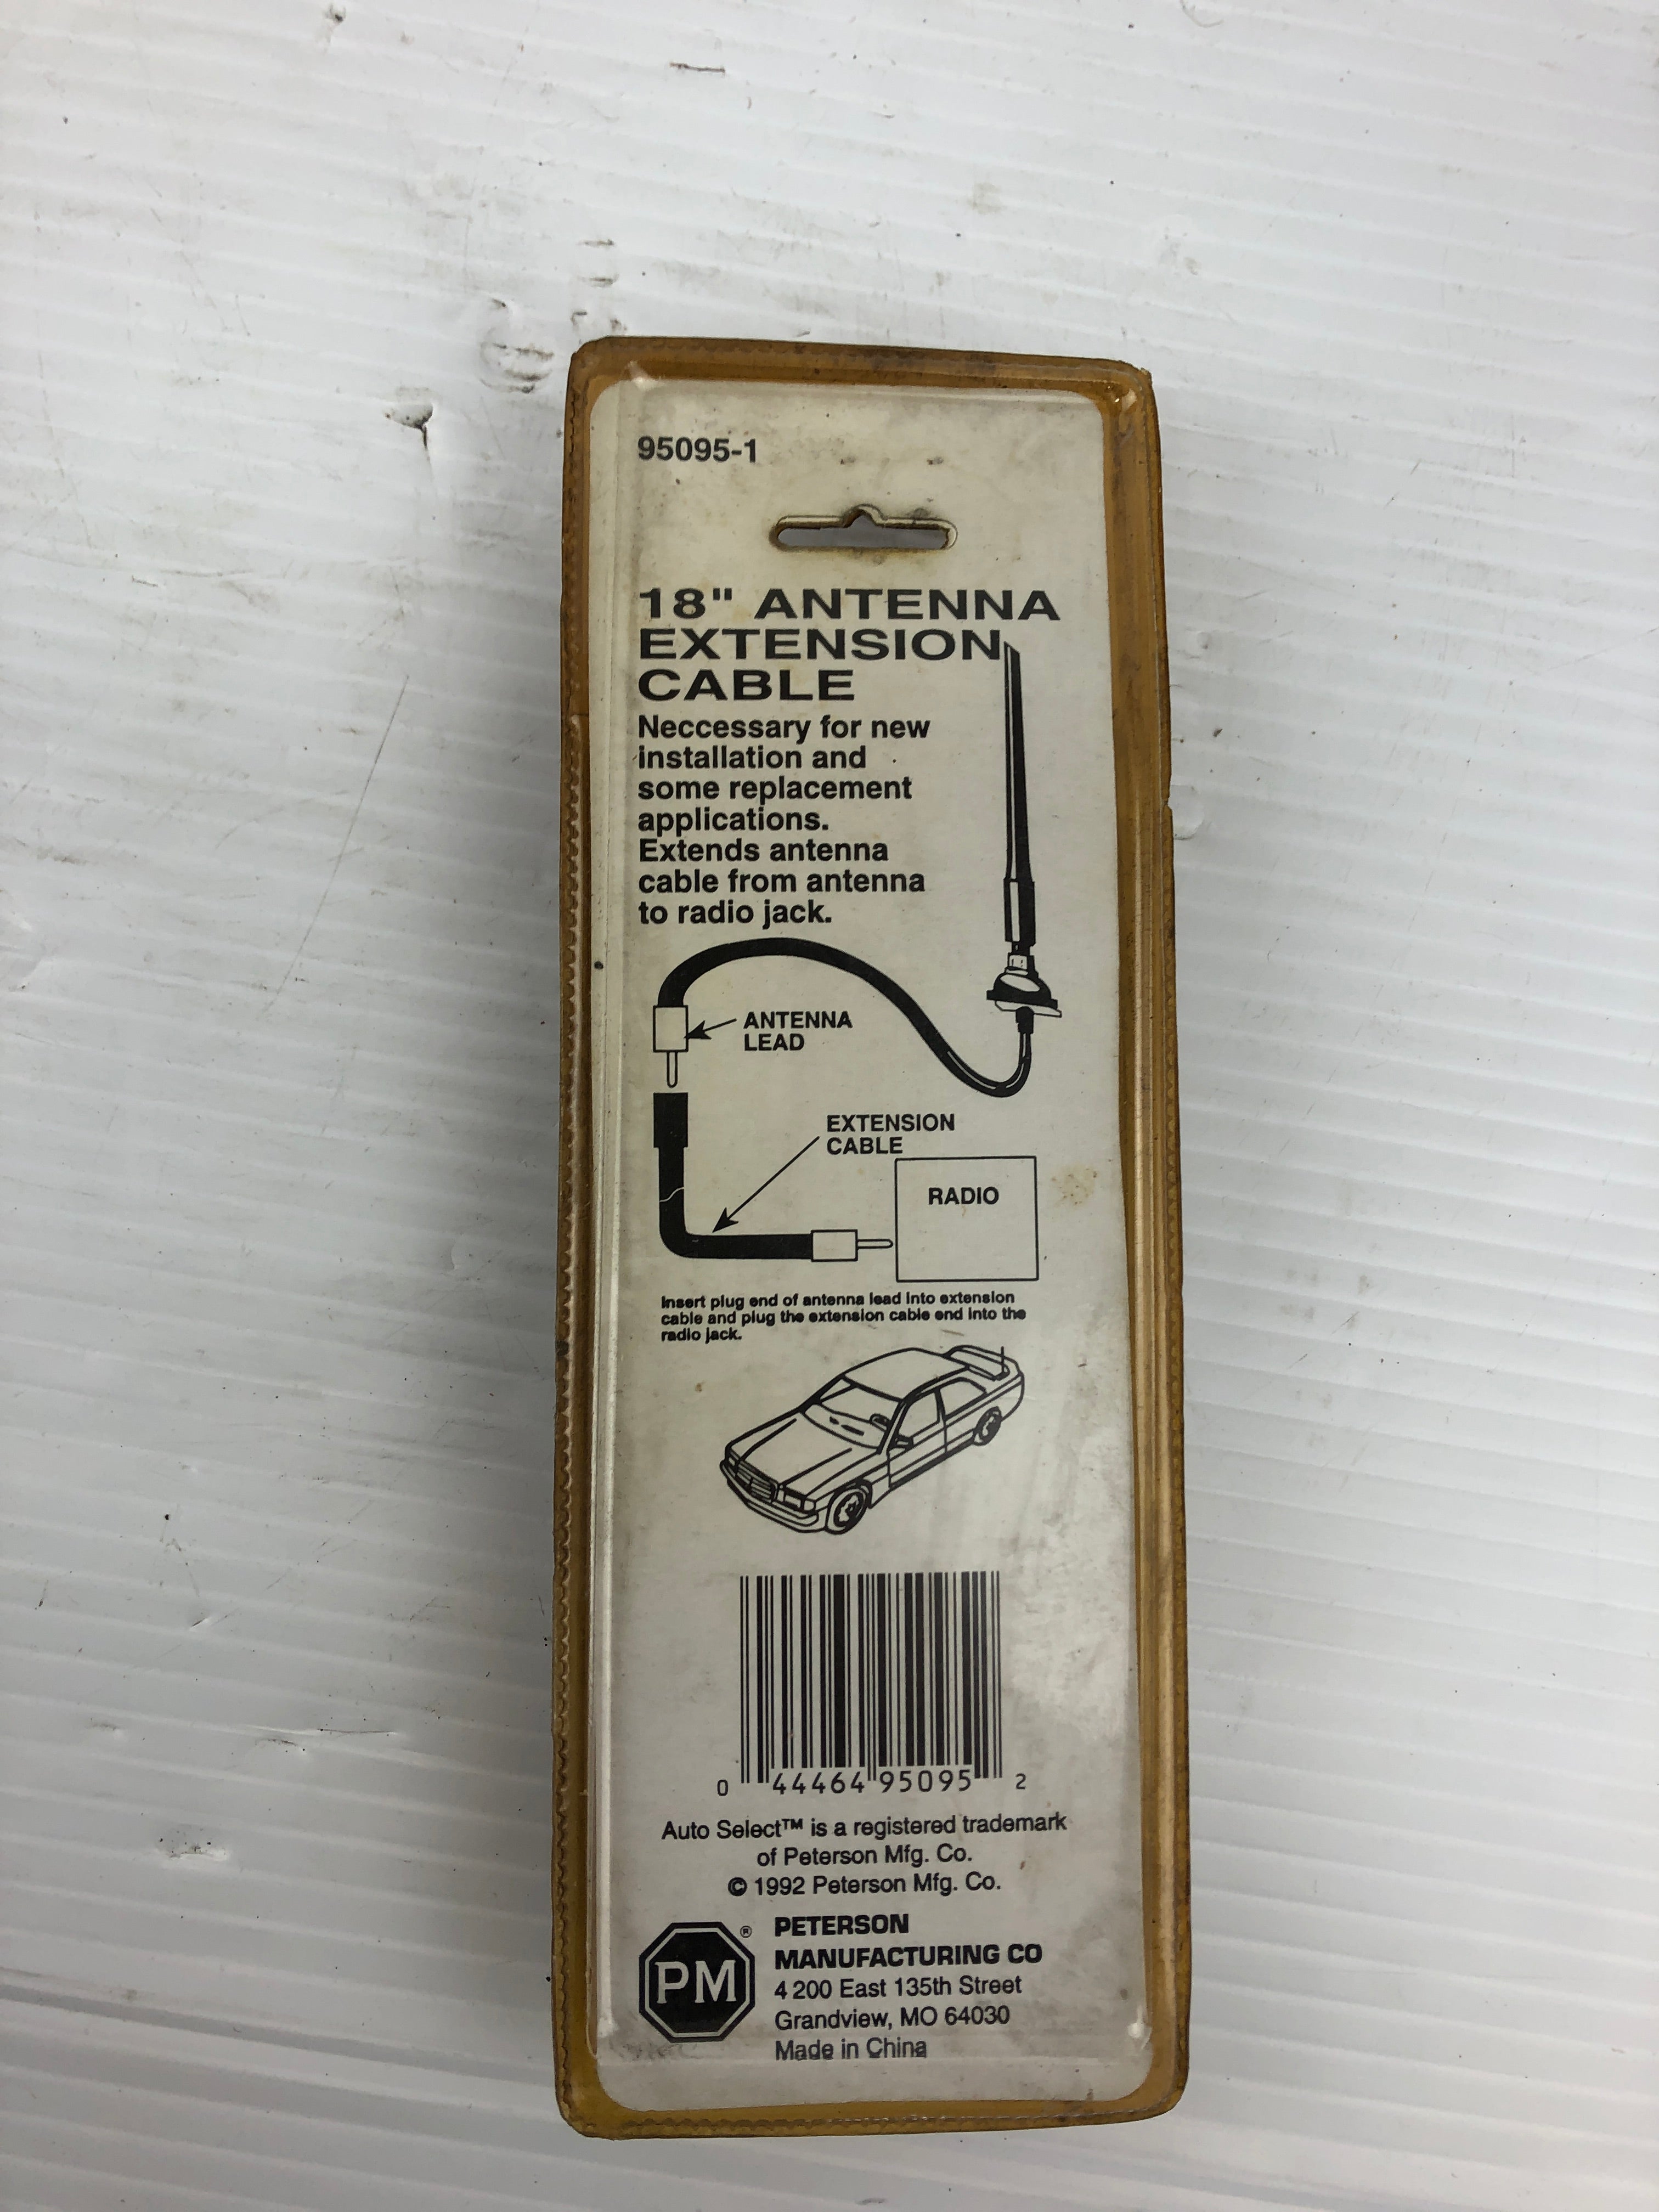 95095-1
18" ANTENNA
EXTENSION
CABLE
Neccessary for new
installation and
some replacement
applications.
Extends antenna
cable from antenna
to radio jack.
ANTENNA
LEAD
EXTENSION
CABLE
RADIO
Insert plug end of antenna lead into extension
cable and plug the extension cable end into the
radio jack.
0 44464 95095 2
Auto Select™ is a registered trademark
of Peterson Mfg. Co.
© 1992 Peterson Mfg. Co.
PM ®
PETERSON
MANUFACTURING CO
4200 East 135th Street
Grandview, MO 64030
Made in China